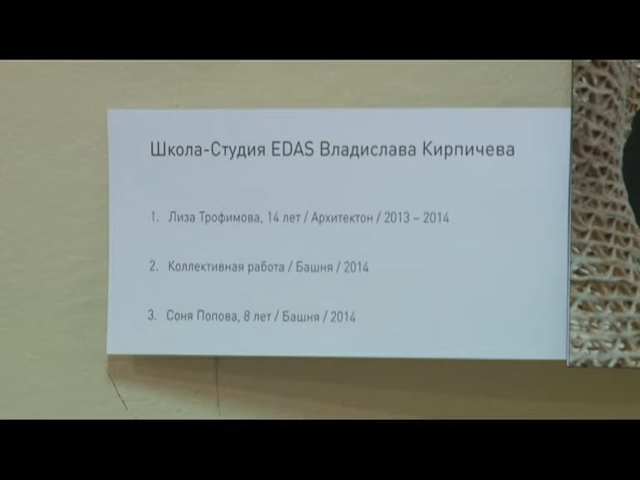 Школа-Студия EDAS Владислава Кирпичева
1. Лиза Трофимова, 14 лет / Архитектон / 2013 – 2014
2. Коллективная работа / Башня / 2014
3. Соня Попова, 8 лет / Башня / 2014